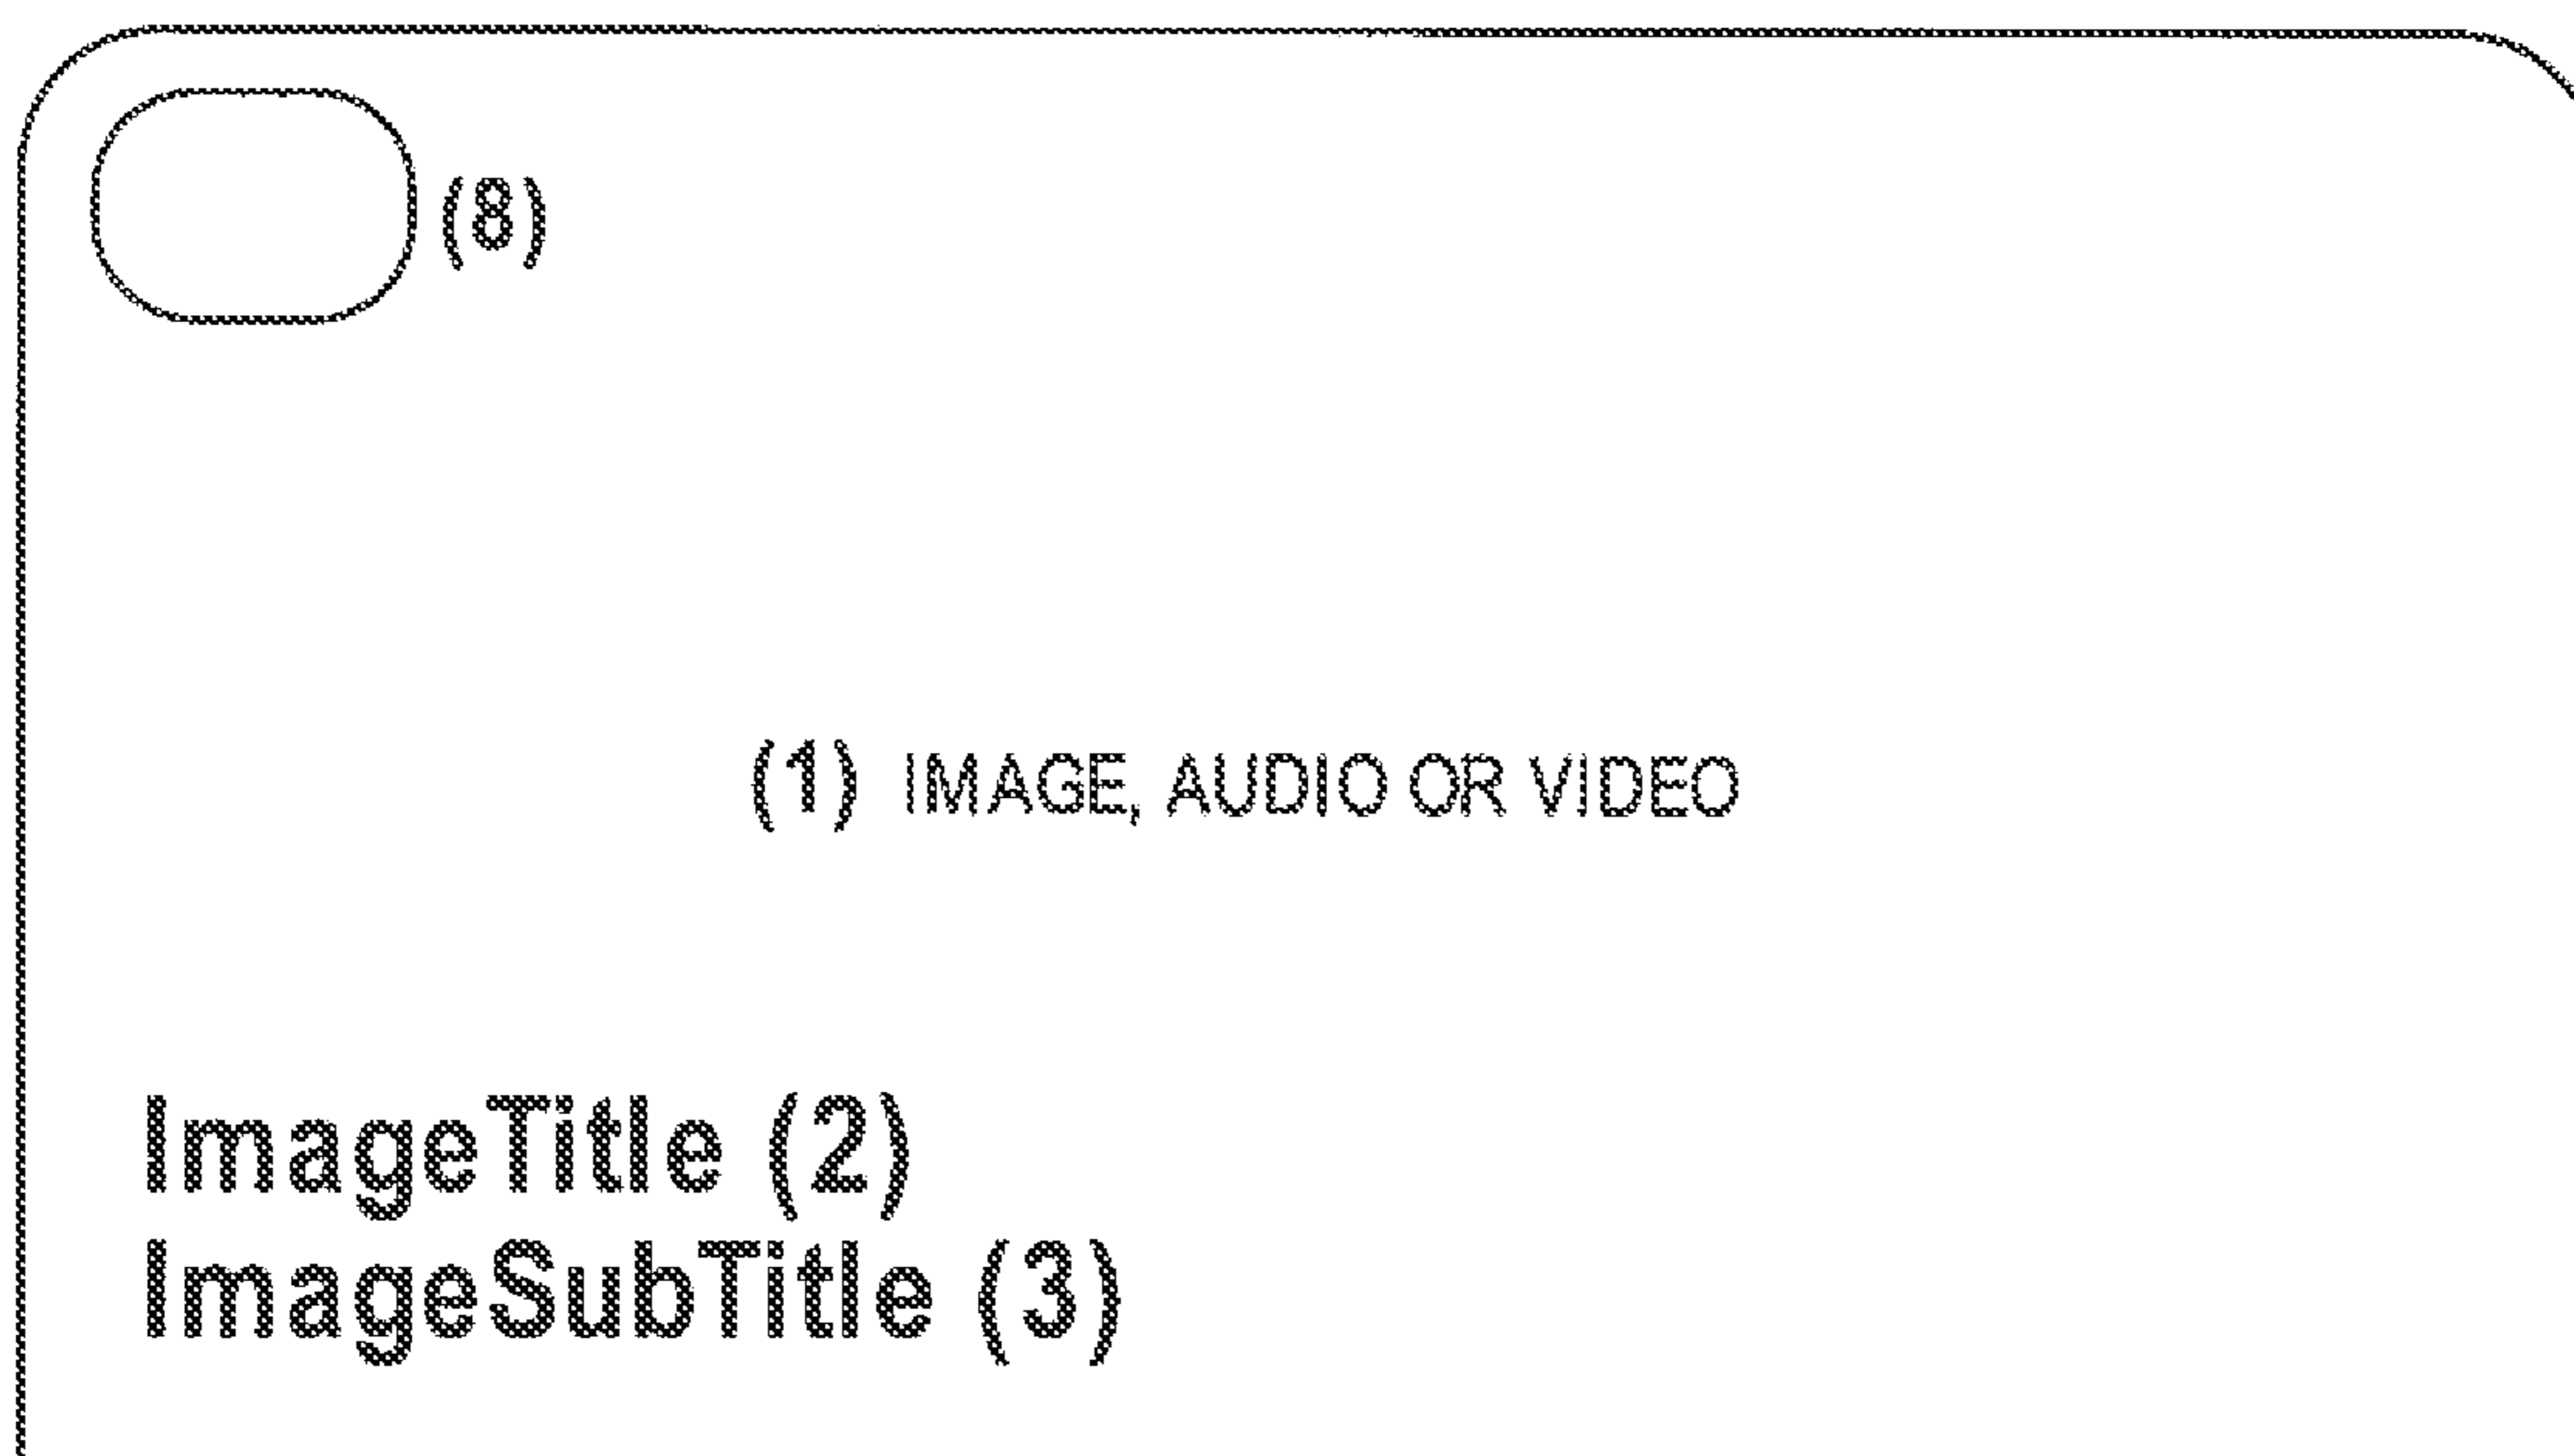 (8)
(1) IMAGE, AUDIO OR VIDEO
ImageTitle (2)
ImageSubTitle (3)